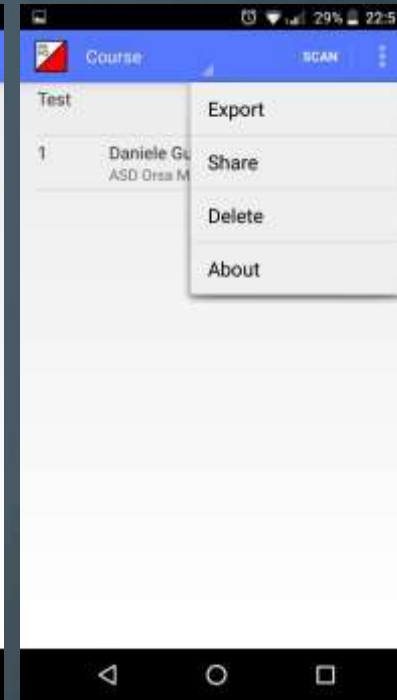 29% 22:5
Course SCAN
Test
Export
1 Daniele Gu
Share
ASD Orsa M
Delete
About